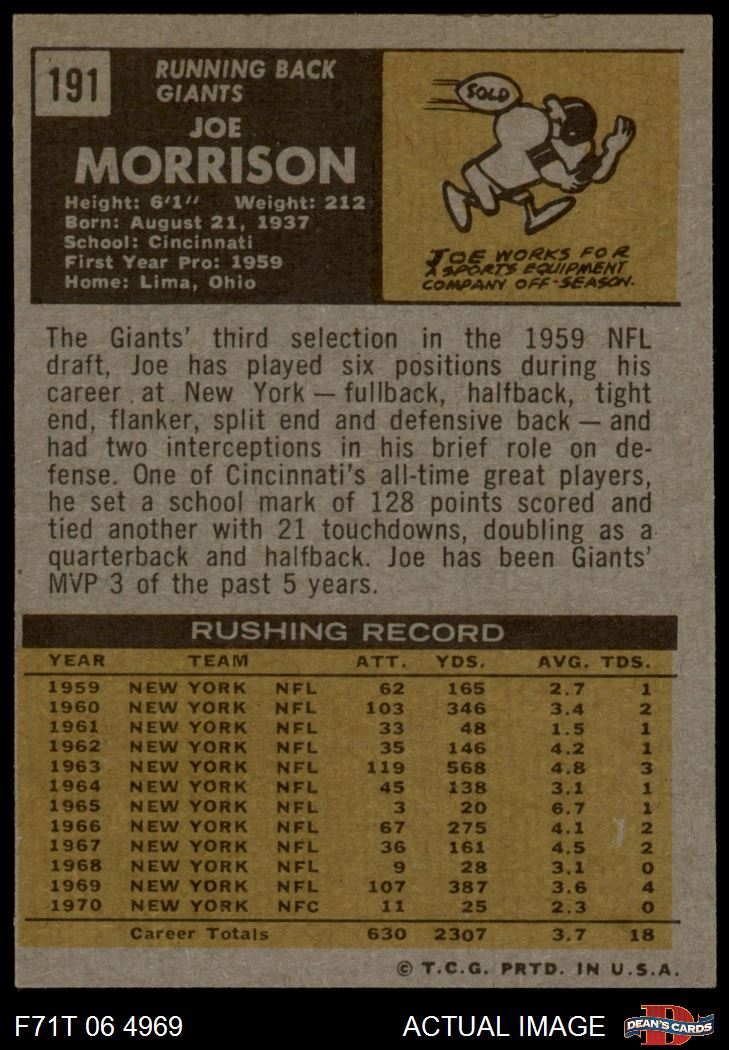 191
RUNNING BACK
GIANTS
JOE
MORRISON
Height: 6'1" Weight: 212
Born: August 21, 1937
School: Cincinnati
First Year Pro: 1959
Home: Lima, Ohio
SOLD
JOE WORKS FOR
A SPORTS EQUIPMENT
COMPANY OFF-SEASON.
The Giants' third selection in the 1959 NFL
draft, Joe has played six positions during his
career at New York — fullback, halfback, tight
end, flanker, split end and defensive back — and
had two interceptions in his brief role on de-
fense. One of Cincinnati's all-time great players,
he set a school mark of 128 points scored and
tied another with 21 touchdowns, doubling as a
quarterback and halfback. Joe has been Giants'
MVP 3 of the past 5 years.
RUSHING RECORD
YEAR TEAM ATT. YDS. AVG. TDS.
1959 NEW YORK NFL 62 165 2.7 1
1960 NEW YORK NFL 103 346 3.4 2
1961 NEW YORK NFL 33 48 1.5 1
1962 NEW YORK NFL 35 146 4.2 1
1963 NEW YORK NFL 119 568 4.8 3
1964 NEW YORK NFL 45 138 3.1 1
1965 NEW YORK NFL 3 20 6.7 1
1966 NEW YORK NFL 67 275 4.1 2
1967 NEW YORK NFL 36 161 4.5 2
1968 NEW YORK NFL 9 28 3.1 0
1969 NEW YORK NFL 107 387 3.6 4
1970 NEW YORK NFC 11 25 2.3 0
Career Totals 630 2307 3.7 18
© T.C.G. PRTD. IN U.S.A.
F71T 06 4969 ACTUAL IMAGE D DEAN'S CARDS